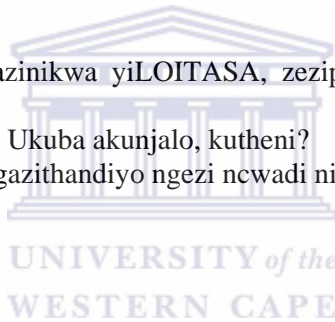 azinikwa yiLOITASA, zezip
Ukuba akunjalo, kutheni?
gazithandiyo ngezi ncwadi ni
UNIVERSITY of the
WESTERN CAPE